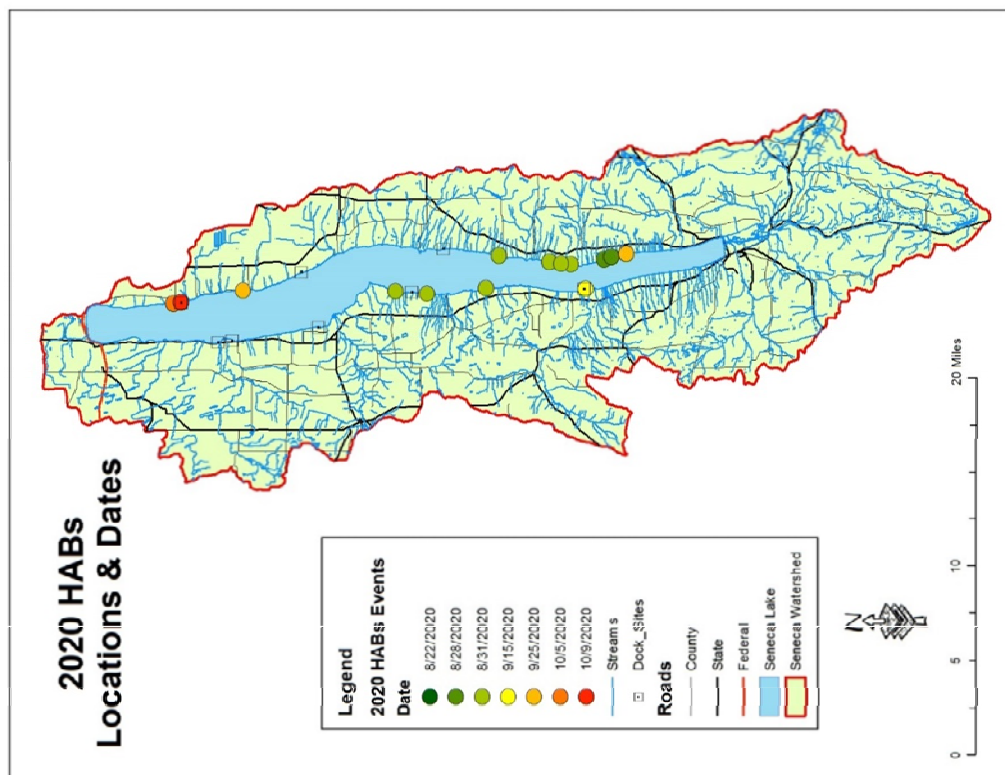 2020 HABs
Locations & Dates
Legend
2020 HABs Events
Date
8/22/2020
8/28/2020
8/31/2020
9/15/2020
9/25/2020
10/5/2020
10/9/2020
Streams
Dock_Sites
Roads
County
State
Federal
Seneca Lake
Seneca Watershed
N
0 5 10 20 Miles